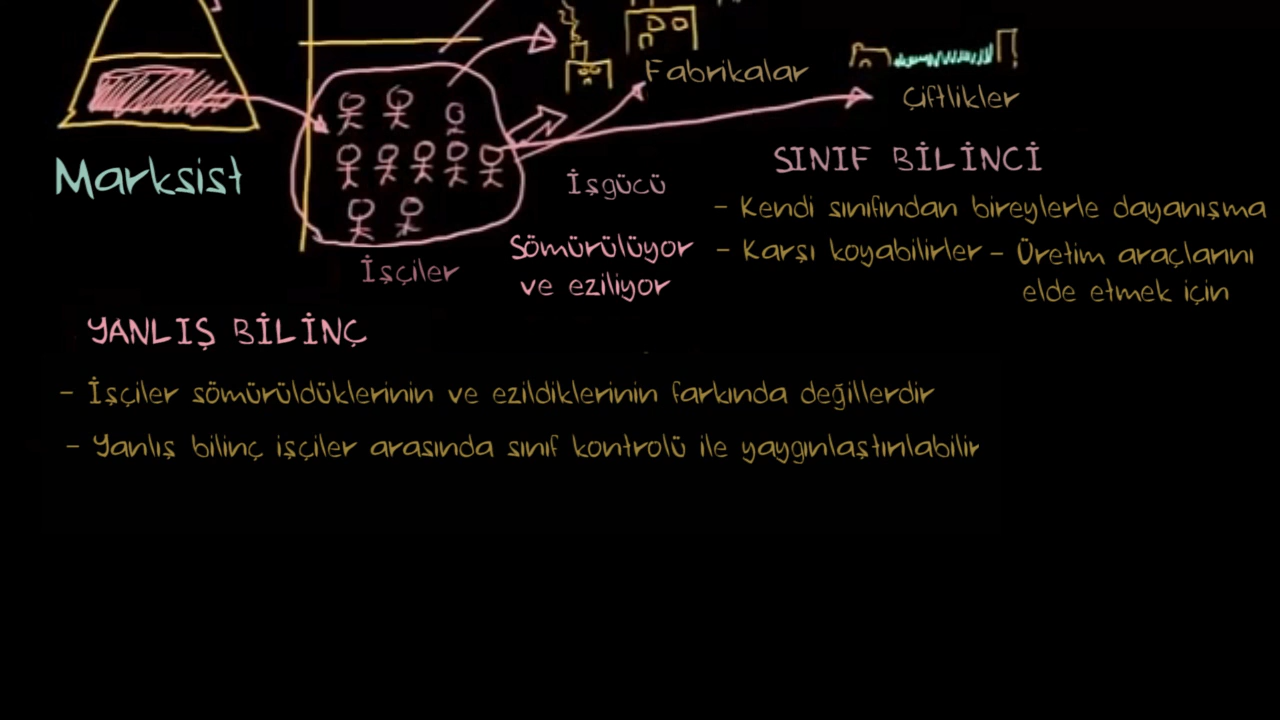 Fabrikalar
Çiftlikler
Marksist
İşçiler
İşgücü
Sömürülüyor
ve eziliyor
SINIF BİLİNCİ
- Kendi sınıfından bireylerle dayanışma
- Karşı koyabilirler - Üretim araçlarını
elde etmek için
YANLIŞ BİLİNÇ
- İşçiler sömürüldüklerinin ve ezildiklerinin farkında değillerdir
- Yanlış bilinç işçiler arasında sınıf kontrolü ile yaygınlaştırılabilir